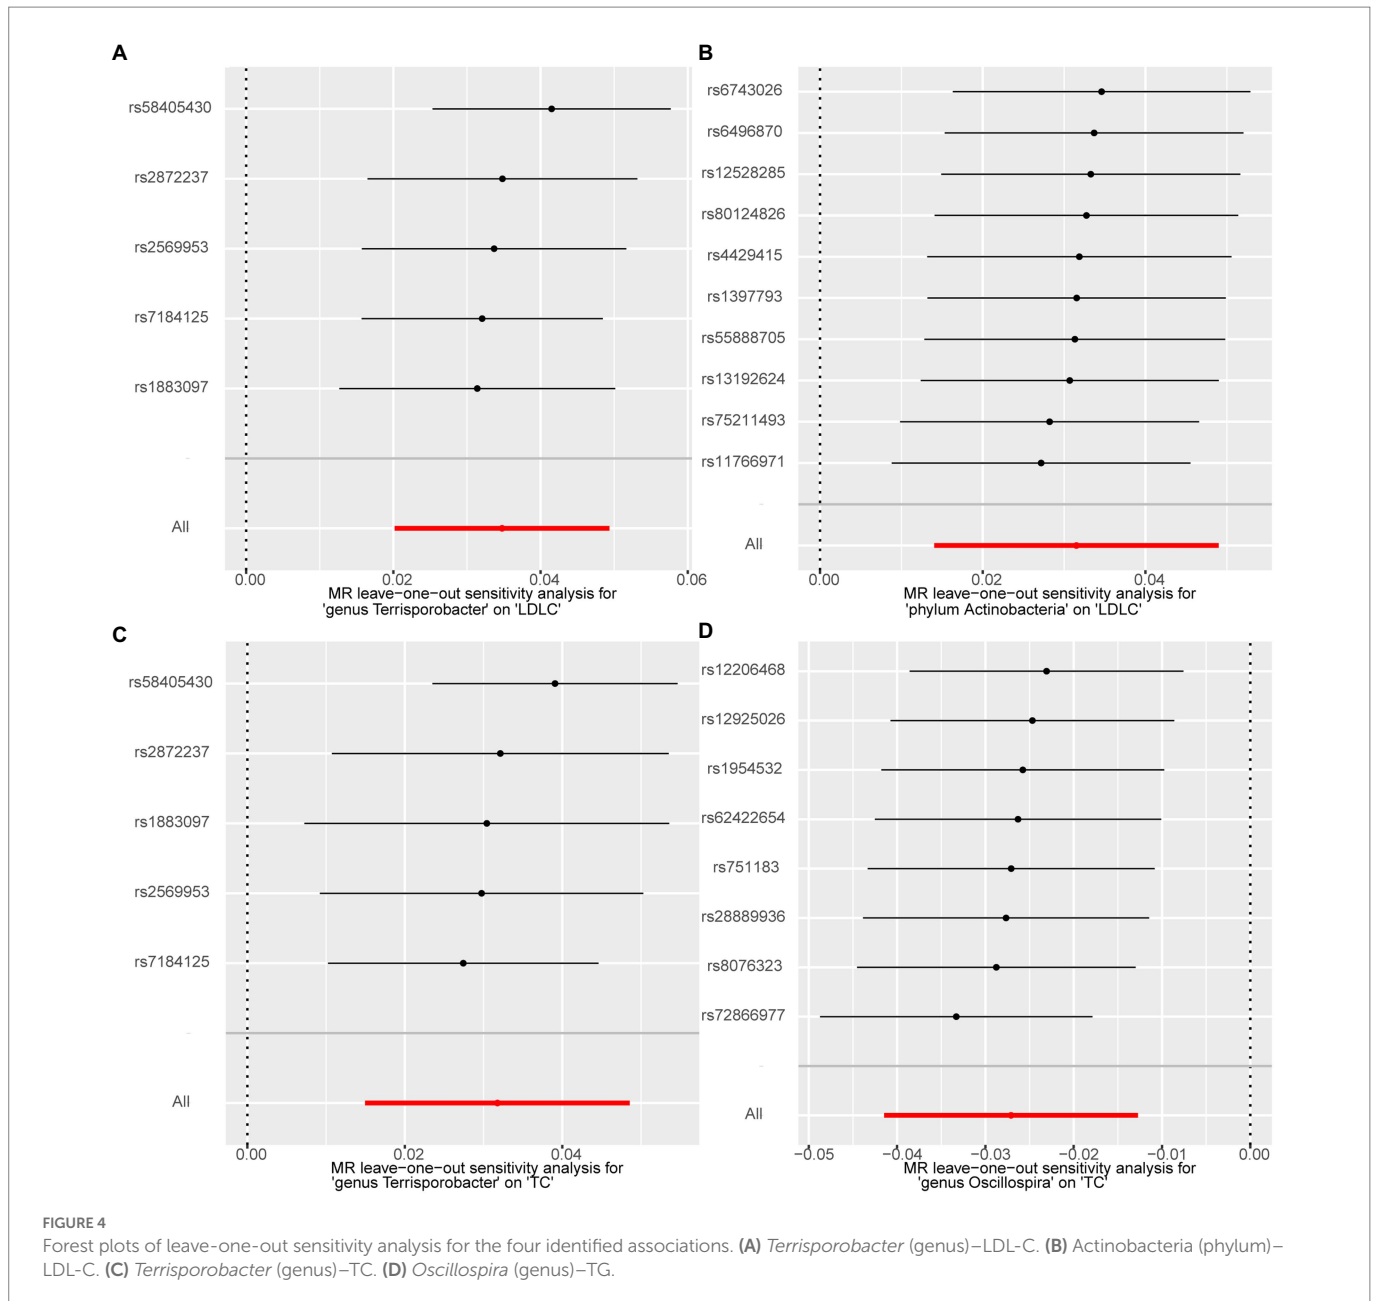 A
rs58405430
rs2872237
rs2569953
rs7184125
rs1883097
–
All
0.00 0.02 0.04 0.06
MR leave−one−out sensitivity analysis for
'genus Terrisporobacter' on 'LDLC'
B
rs6743026
rs6496870
rs12528285
rs80124826
rs4429415
rs1397793
rs55888705
rs13192624
rs75211493
rs11766971
–
All
0.00 0.02 0.04
MR leave−one−out sensitivity analysis for
'phylum Actinobacteria' on 'LDLC'
C
rs58405430
rs2872237
rs1883097
rs2569953
rs7184125
–
All
0.00 0.02 0.04
MR leave−one−out sensitivity analysis for
'genus Terrisporobacter' on 'TC'
D
rs12206468
rs12925026
rs1954532
rs62422654
rs751183
rs28889936
rs8076323
rs72866977
–
All
−0.05 −0.04 −0.03 −0.02 −0.01 0.00
MR leave−one−out sensitivity analysis for
'genus Oscillospira' on 'TC'
FIGURE 4
Forest plots of leave-one-out sensitivity analysis for the four identified associations. (A) Terrisporobacter (genus)–LDL-C. (B) Actinobacteria (phylum)–
LDL-C. (C) Terrisporobacter (genus)–TC. (D) Oscillospira (genus)–TG.